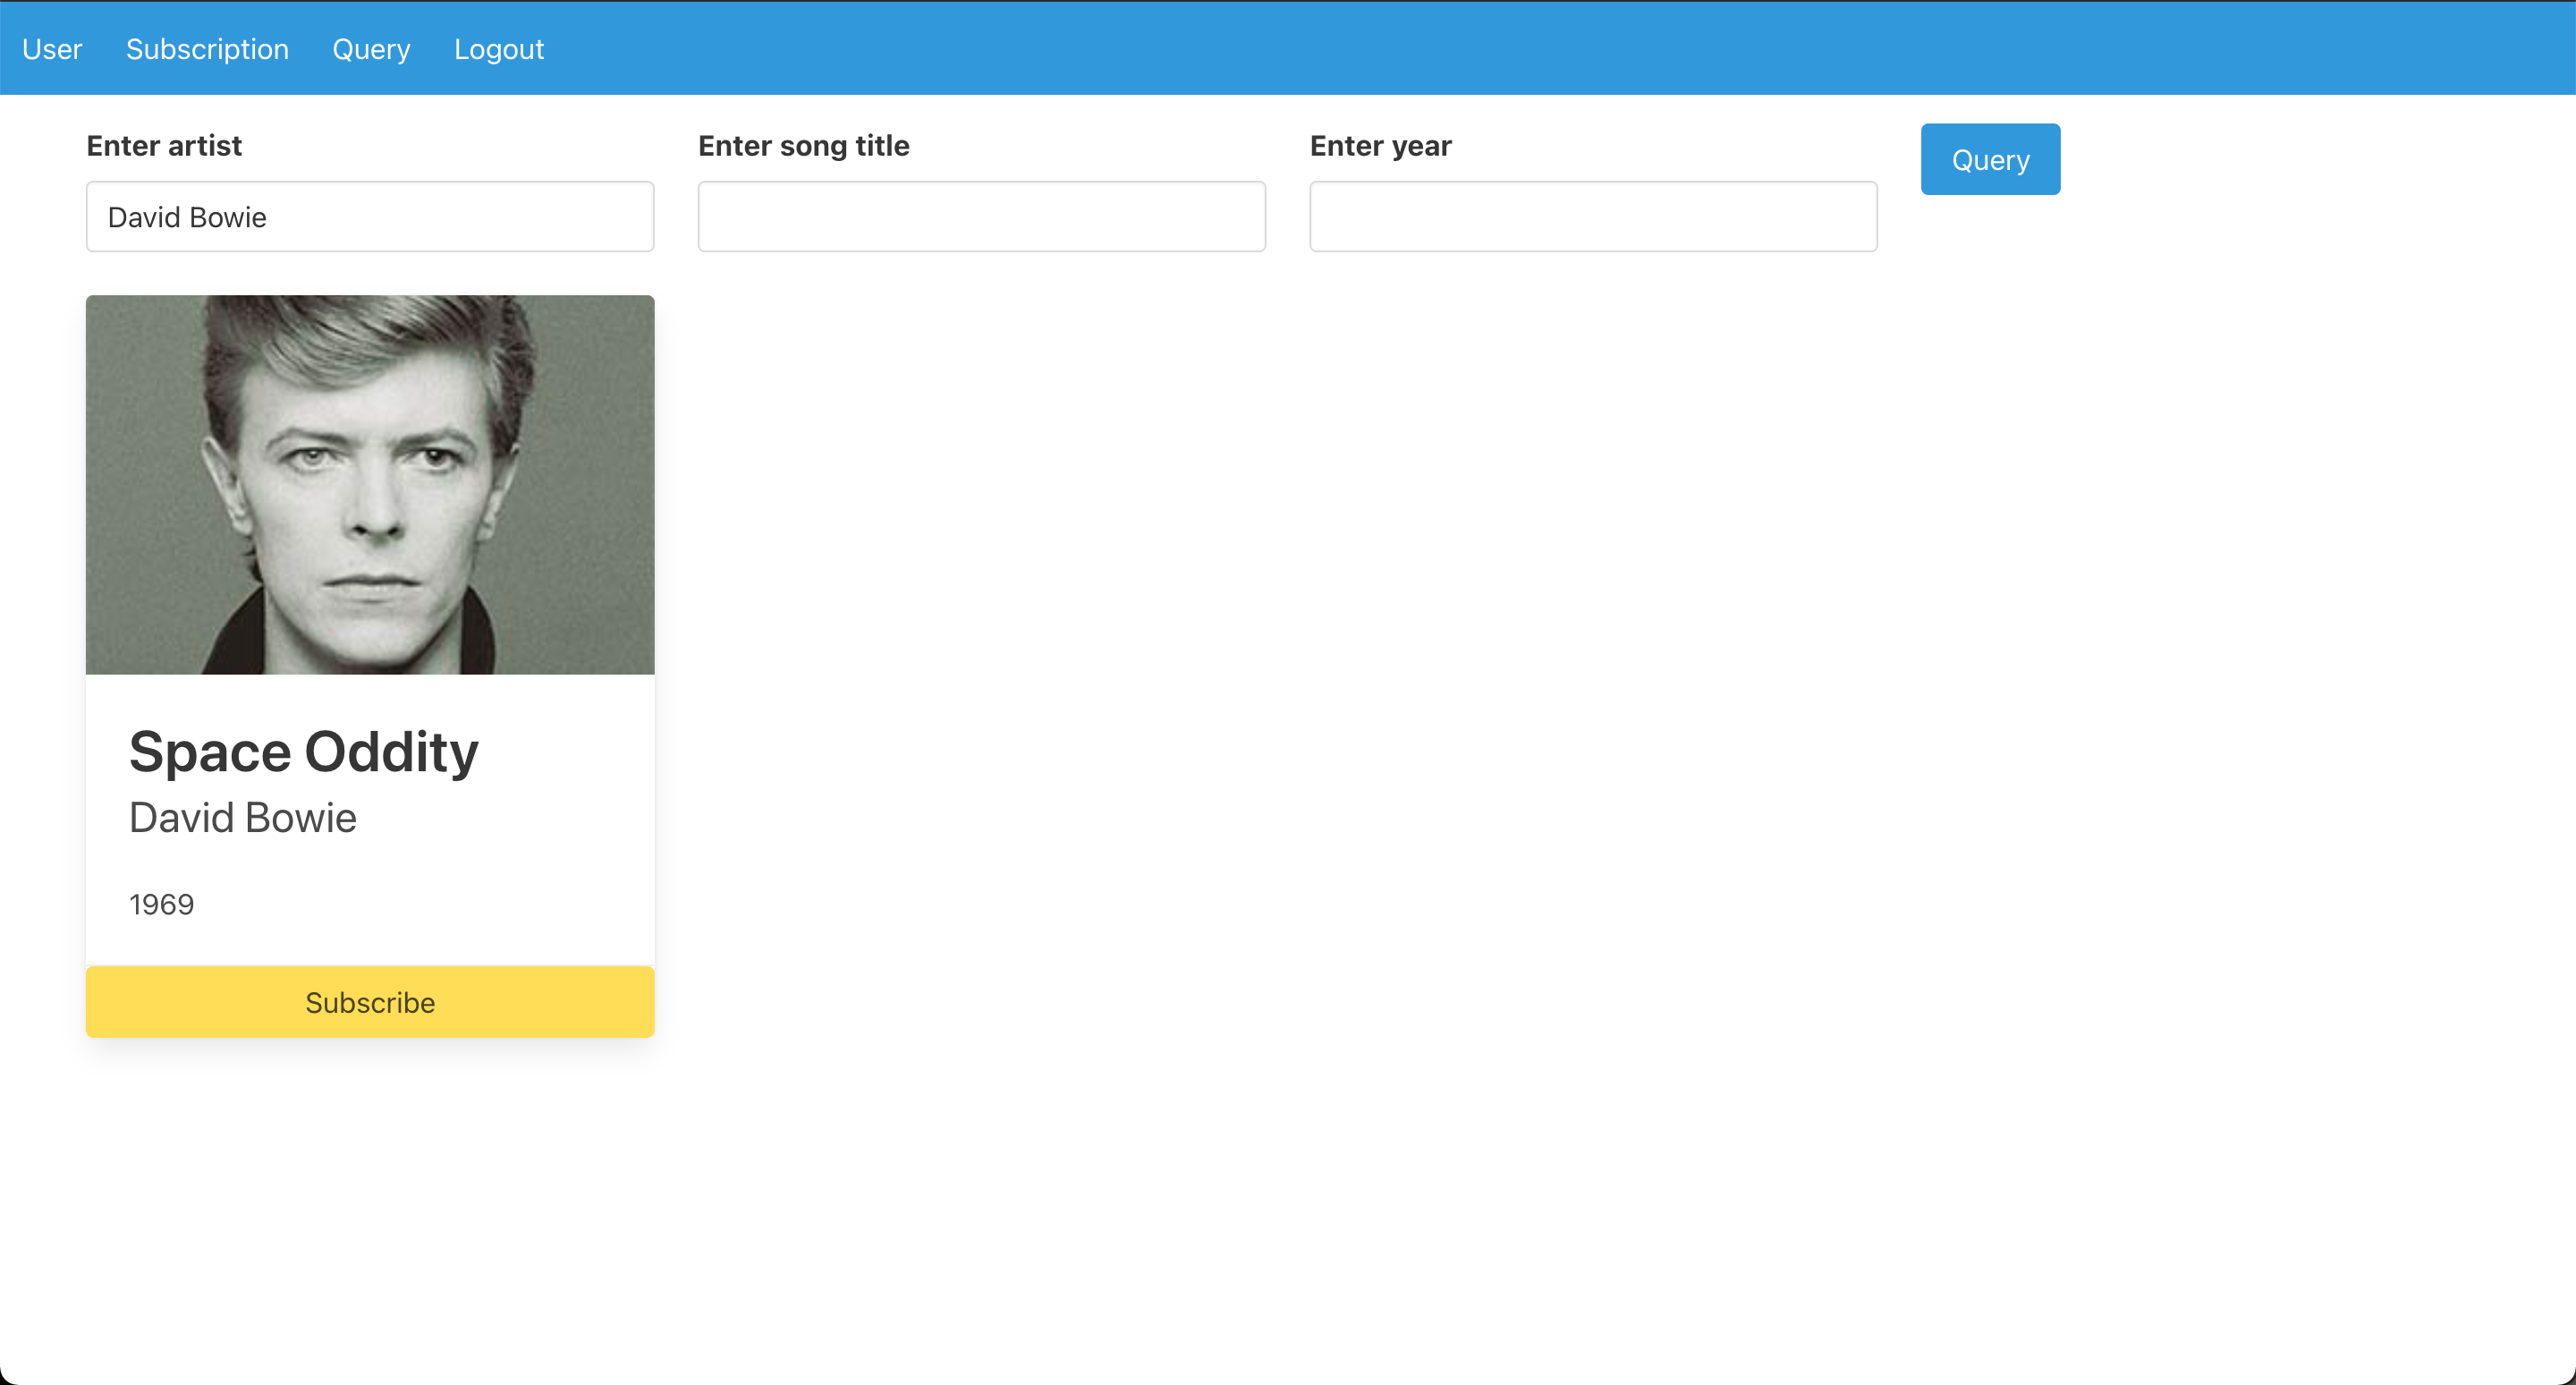 User Subscription Query Logout
Enter artist Enter song title Enter year Query
David Bowie
Space Oddity
David Bowie
1969
Subscribe